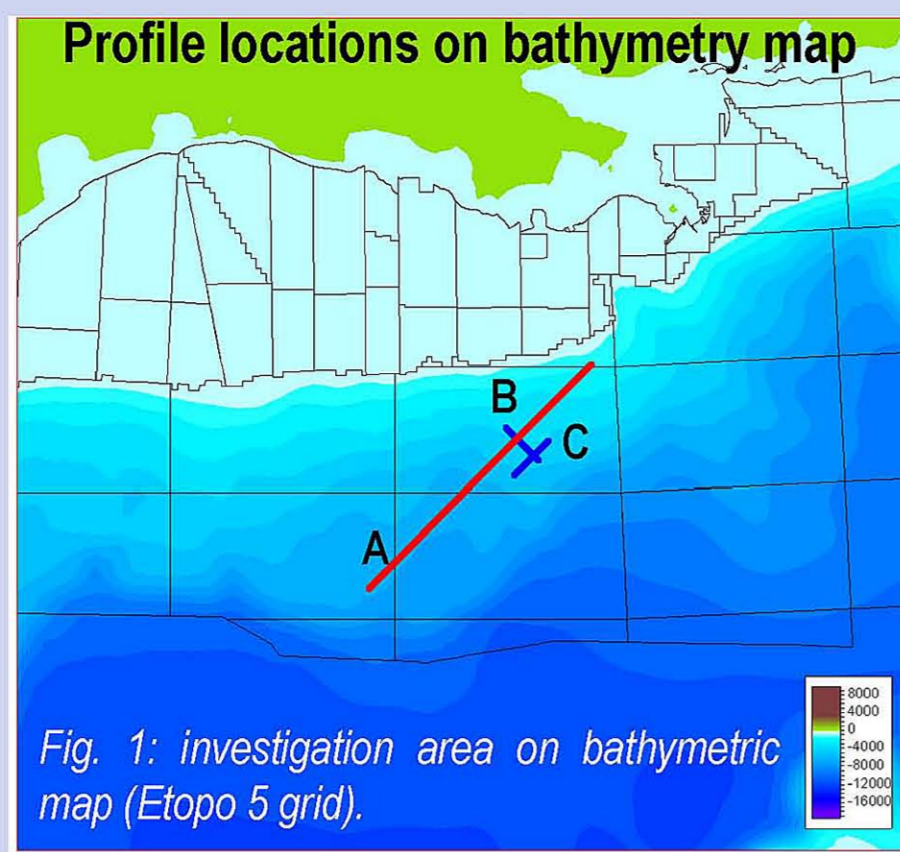 Profile locations on bathymetry map
B
C
A
8000
4000
0
-4000
-8000
-12000
-16000
Fig. 1: investigation area on bathymetric
map (Etopo 5 grid).